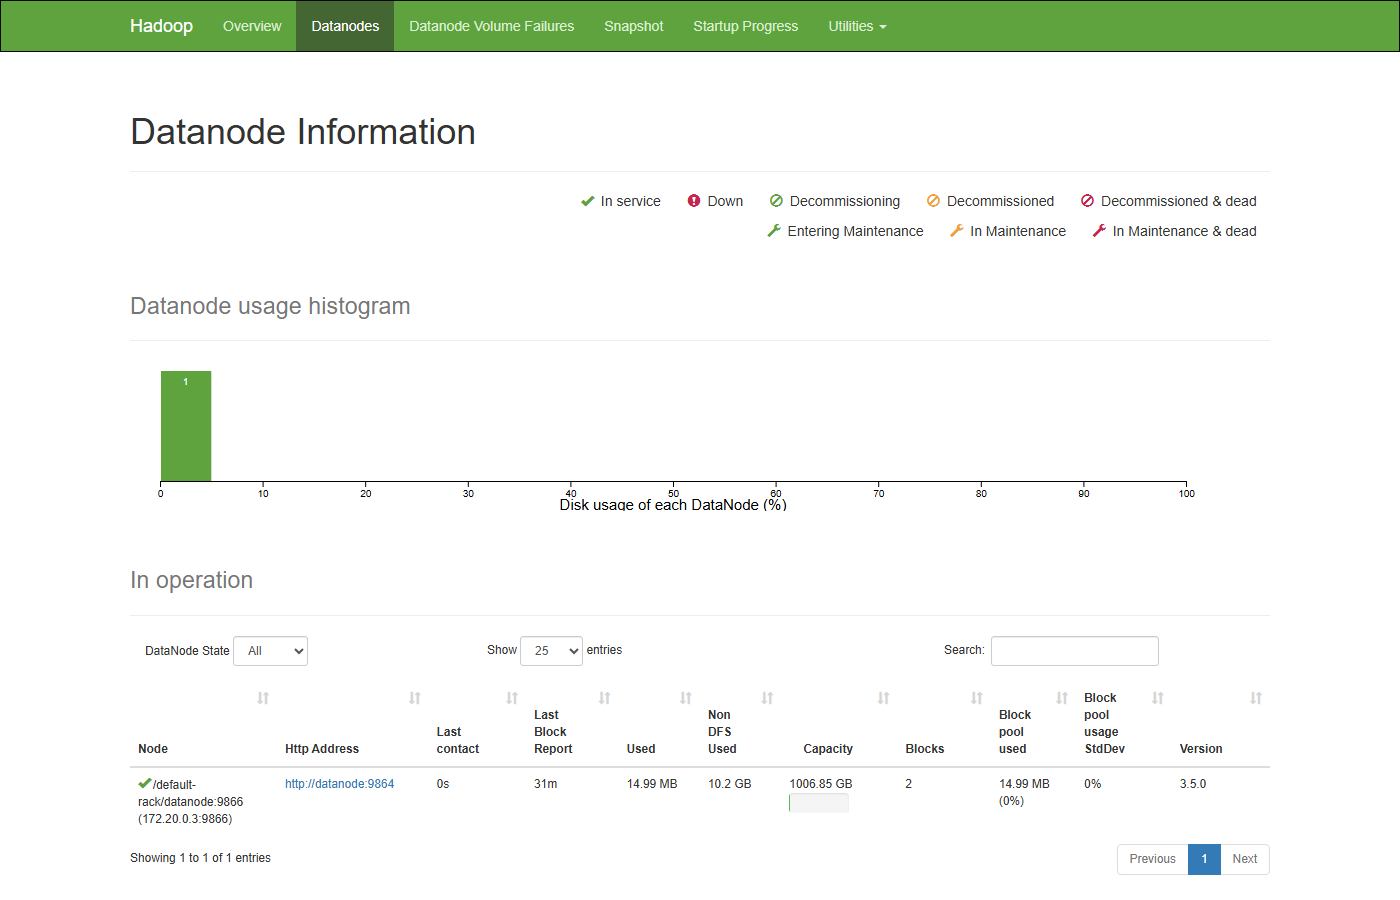 Hadoop Overview Datanodes Datanode Volume Failures Snapshot Startup Progress Utilities
Datanode Information
In service Down Decommissioning Decommissioned Decommissioned & dead
Entering Maintenance In Maintenance In Maintenance & dead
Datanode usage histogram
1
0 10 20 30 40 50 60 70 80 90 100
Disk usage of each DataNode (%)
In operation
DataNode State All Show 25 entries Search:
Node Http Address Last contact Last Block Report Used Non DFS Used Capacity Blocks Block pool used Block pool usage StdDev Version
/default-rack/datanode:9866 (172.20.0.3:9866) http://datanode:9864 0s 31m 14.99 MB 10.2 GB 1006.85 GB 2 14.99 MB (0%) 0% 3.5.0
Showing 1 to 1 of 1 entries Previous 1 Next